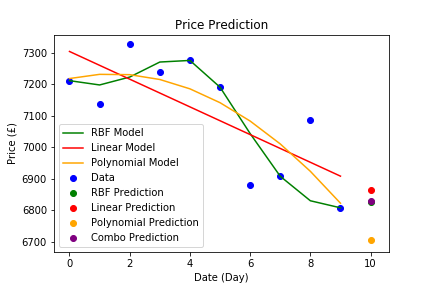 Price Prediction
Price (£)
7300
7200
7100
7000
6900
6800
6700
RBF Model
Linear Model
Polynomial Model
Data
RBF Prediction
Linear Prediction
Polynomial Prediction
Combo Prediction
0 2 4 6 8 10
Date (Day)